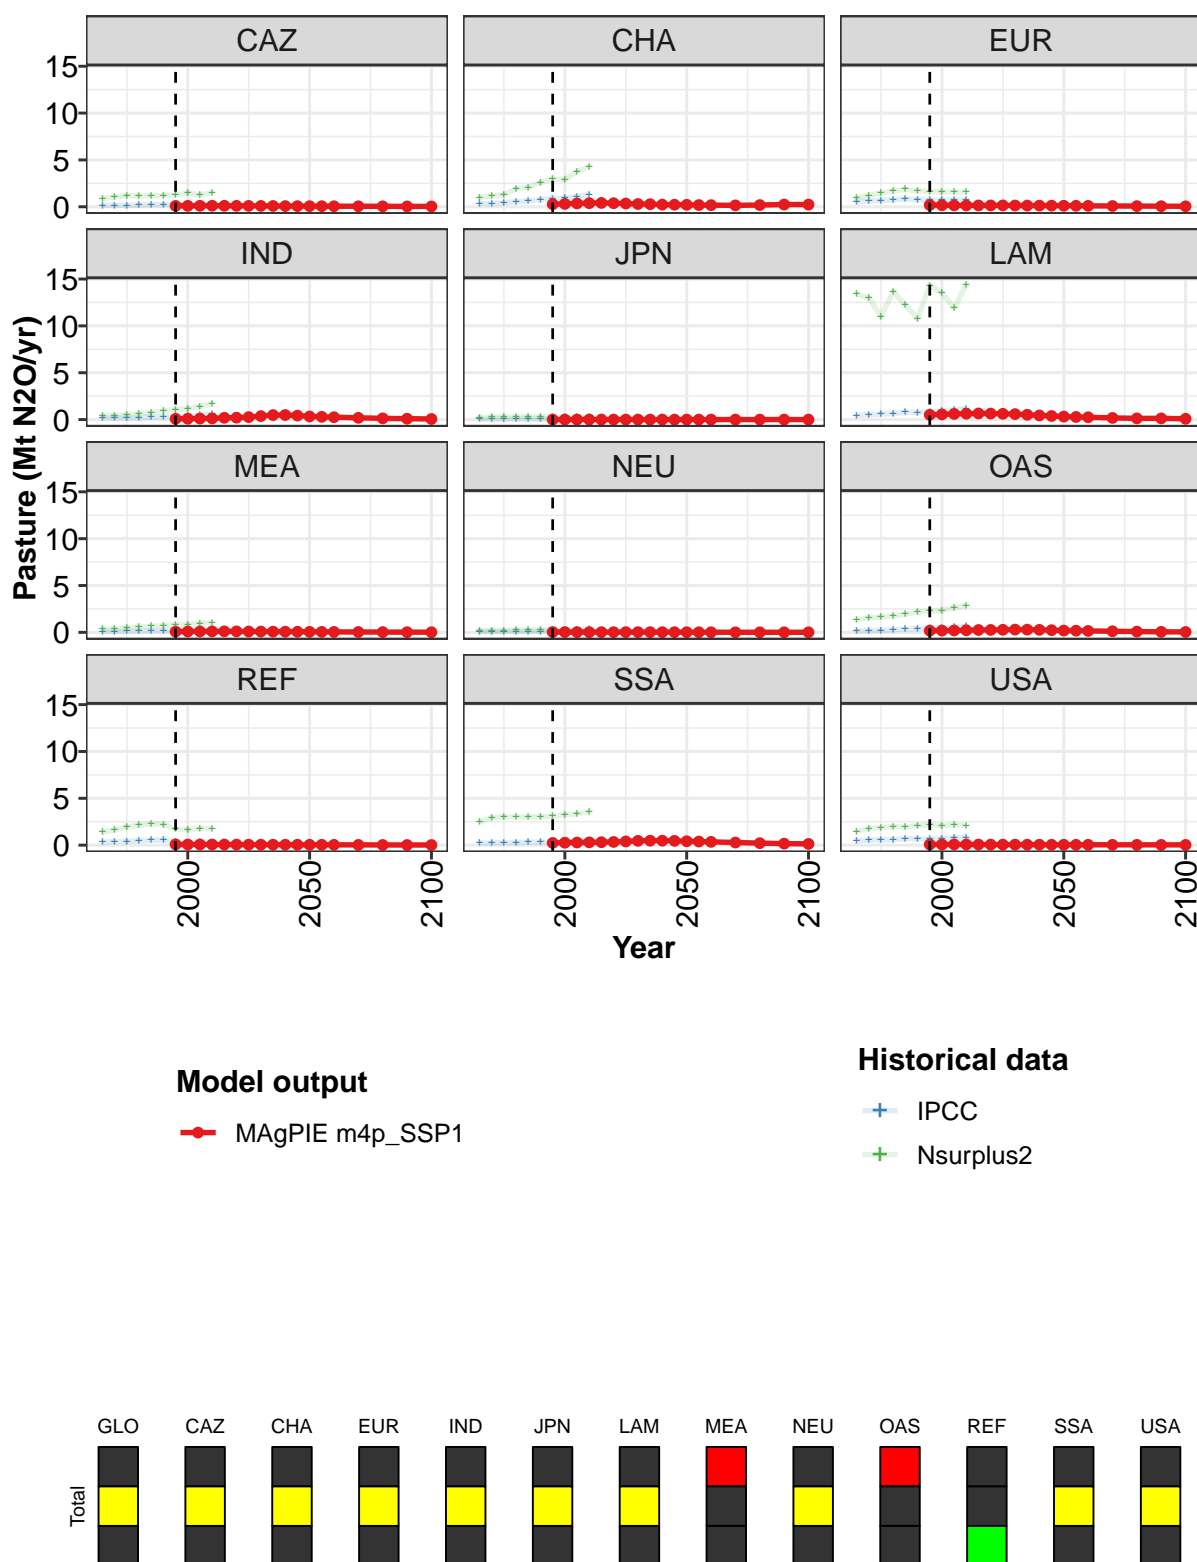 CAZ CHA EUR
15
10
5
0
IND JPN LAM
15
10
5
0
MEA NEU OAS
15
10
5
0
REF SSA USA
15
10
5
0
Pasture (Mt N2O/yr)
2000 2050 2100 2000 2050 2100 2000 2050 2100
Year
Model output
MAgPIE m4p_SSP1
Historical data
IPCC
Nsurplus2
GLO CAZ CHA EUR IND JPN LAM MEA NEU OAS REF SSA USA
Total